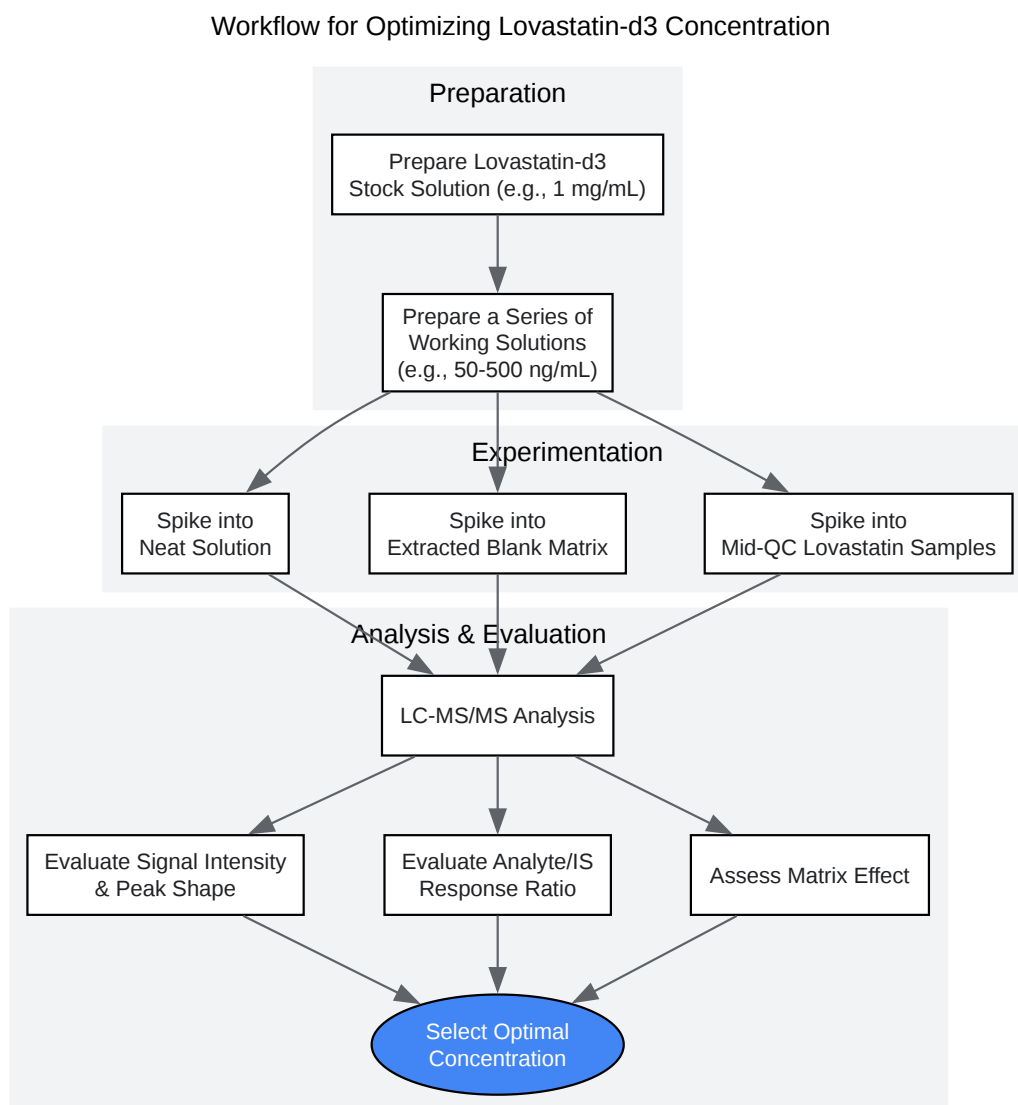 Workflow for Optimizing Lovastatin-d3 Concentration
Preparation
Prepare Lovastatin-d3
Stock Solution (e.g., 1 mg/mL)
Prepare a Series of
Working Solutions
(e.g., 50-500 ng/mL)
Experimentation
Spike into
Neat Solution
Spike into
Extracted Blank Matrix
Spike into
Mid-QC Lovastatin Samples
Analysis & Evaluation
LC-MS/MS Analysis
Evaluate Signal Intensity
& Peak Shape
Evaluate Analyte/IS
Response Ratio
Assess Matrix Effect
Select Optimal
Concentration